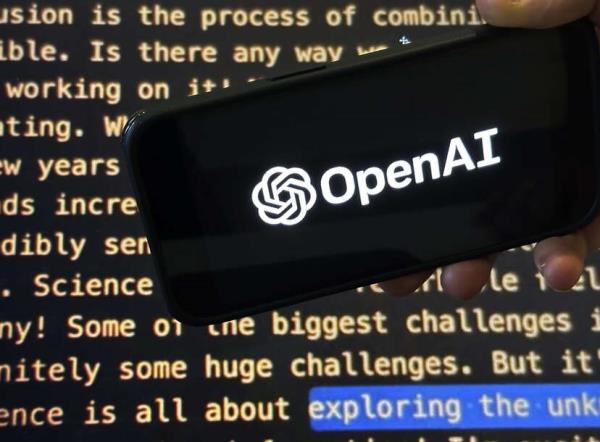 usion is the process of combini
ible. Is there any way
working on it!
ating. W
ew years
OpenAI
ds incre
dibly sen
. Science
ny! Some of the biggest challenges i
nitely some huge challenges. But it'
ence is all about exploring the unk